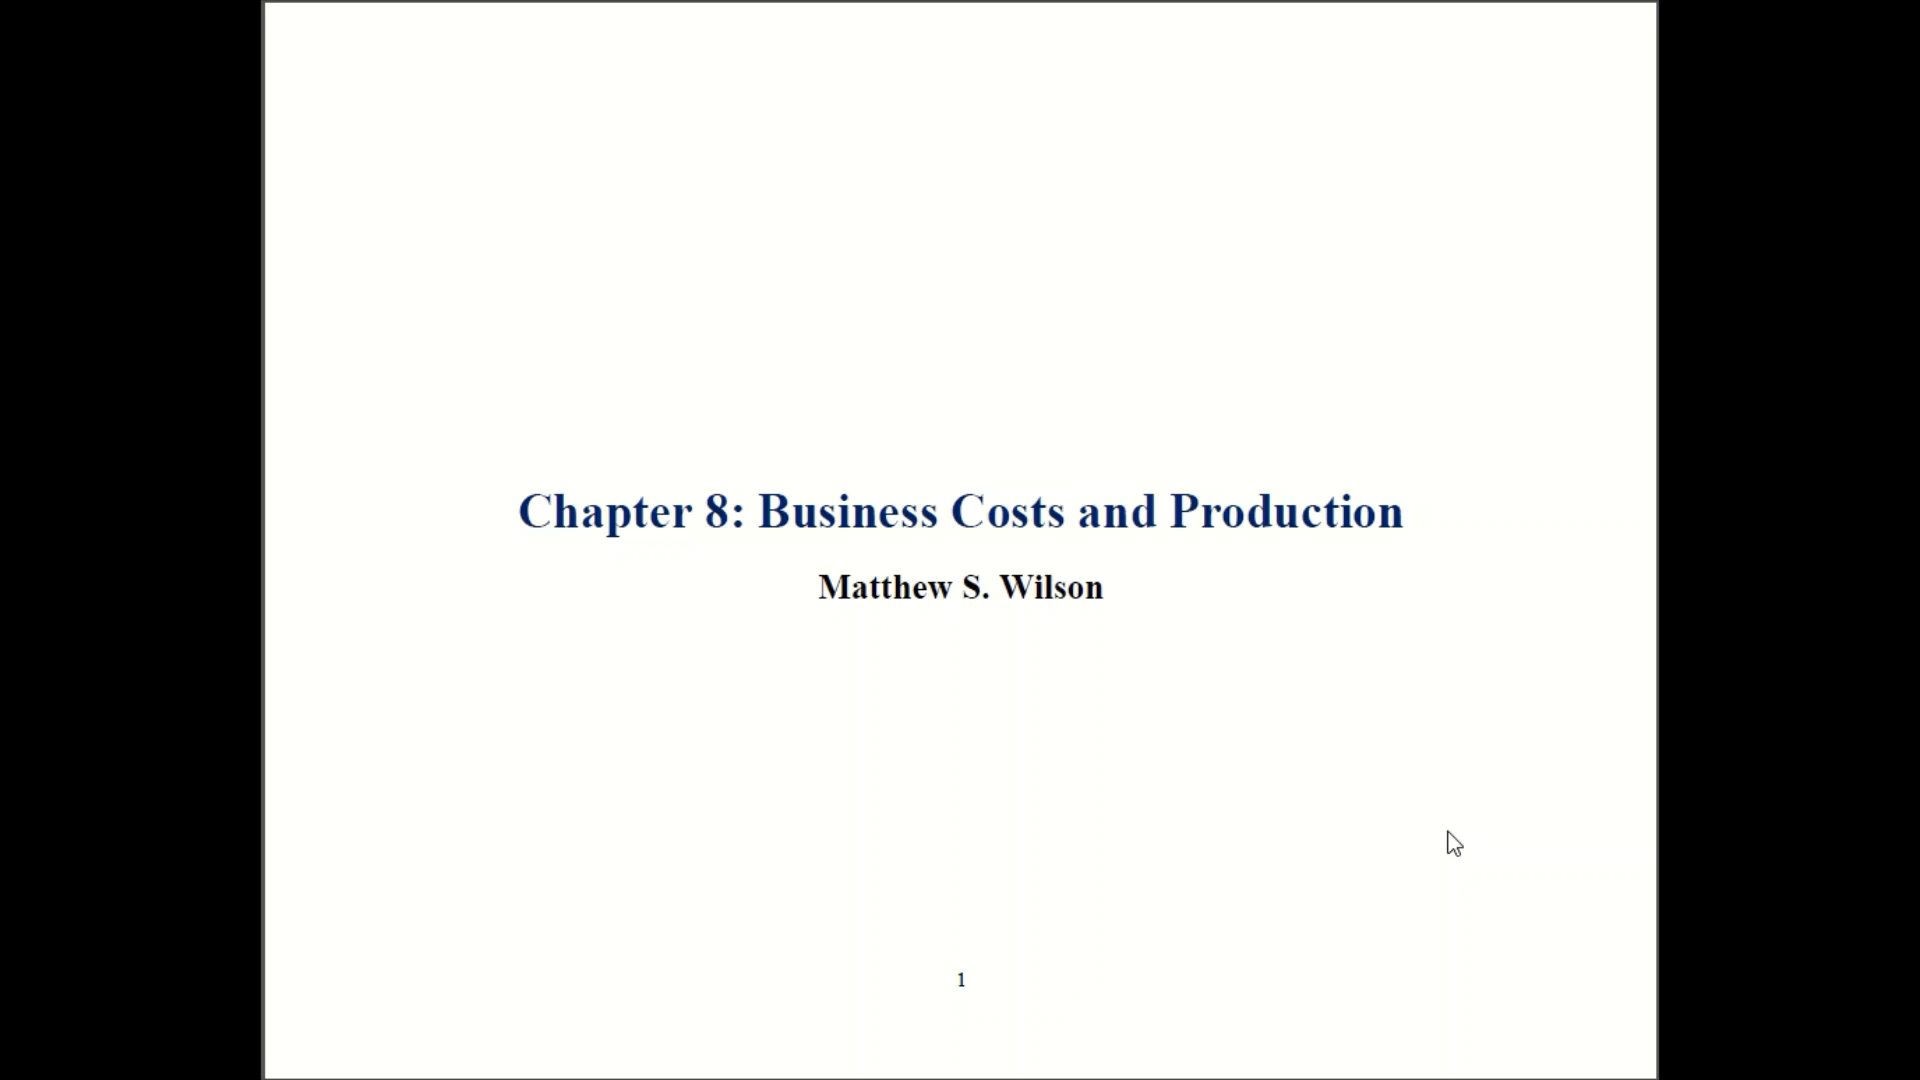 Chapter 8: Business Costs and Production
Matthew S. Wilson
1